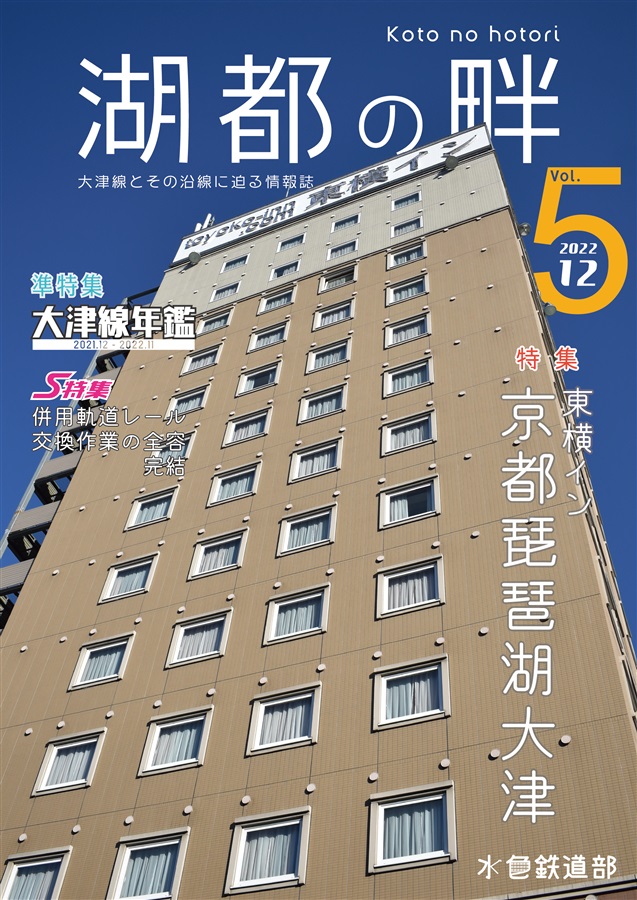 Koto no hotori
湖都の畔
大津線とその沿線に迫る情報誌
Vol.
5
2022
12
toyoko-inn
.com 東横イン
準特集
大津線年鑑
2021.12 - 2022.11
S特集
併用軌道レール
交換作業の全容
完結
特集
東横イン
京都琵琶湖大津
水色鉄道部